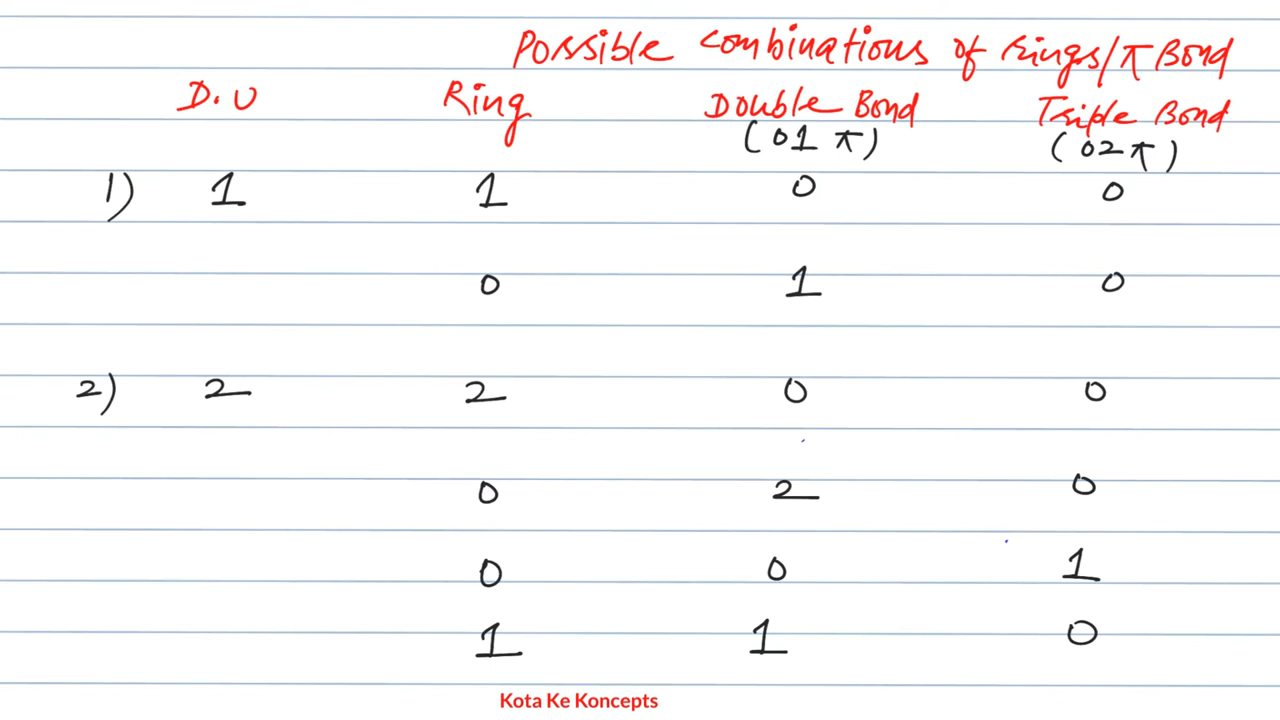 Possible Combinations of Rings/π Bond
D.U Ring Double Bond Triple Bond
(01 π) (02 π)
1) 1 1 0 0
0 1 0
2) 2 2 0 0
0 2 0
0 0 1
1 1 0
Kota Ke Koncepts